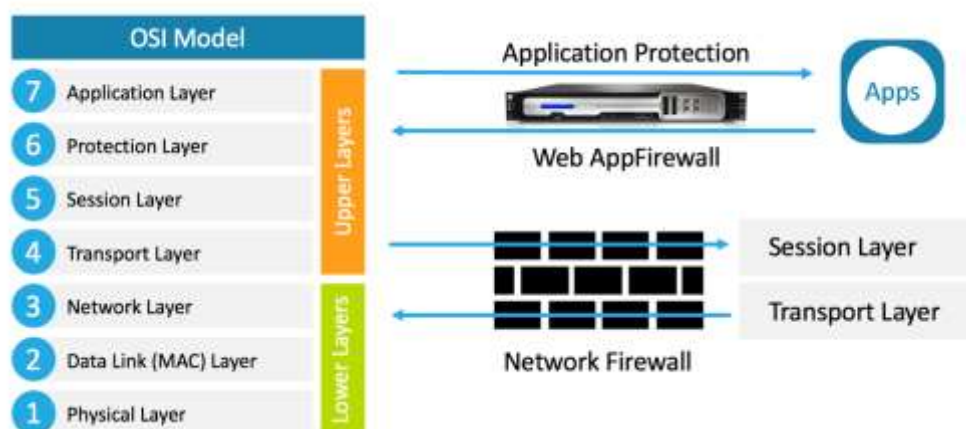 OSI Model
7 Application Layer
6 Protection Layer
5 Session Layer
4 Transport Layer
3 Network Layer
2 Data Link (MAC) Layer
1 Physical Layer
Upper Layers
Lower Layers
Application Protection
Web AppFirewall
Apps
Network Firewall
Session Layer
Transport Layer